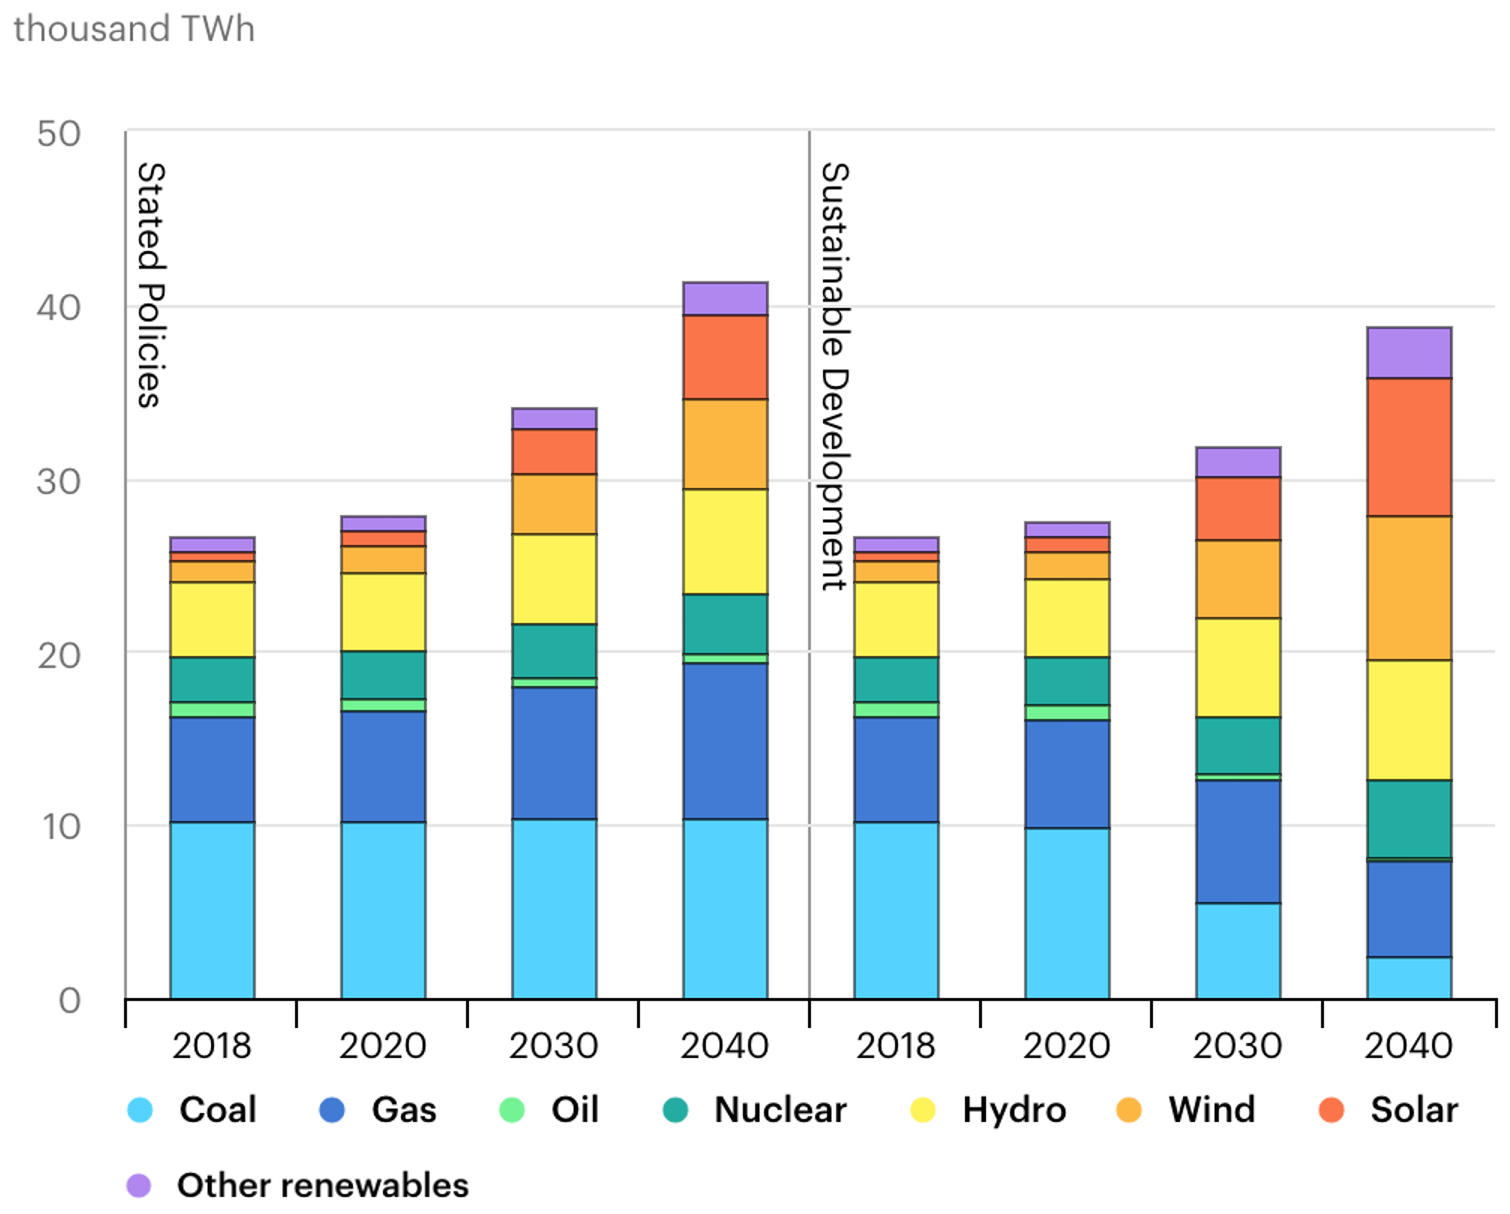 thousand TWh
50
40
30
20
10
0
Stated Policies
Sustainable Development
2018 2020 2030 2040 2018 2020 2030 2040
Coal Gas Oil Nuclear Hydro Wind Solar
Other renewables